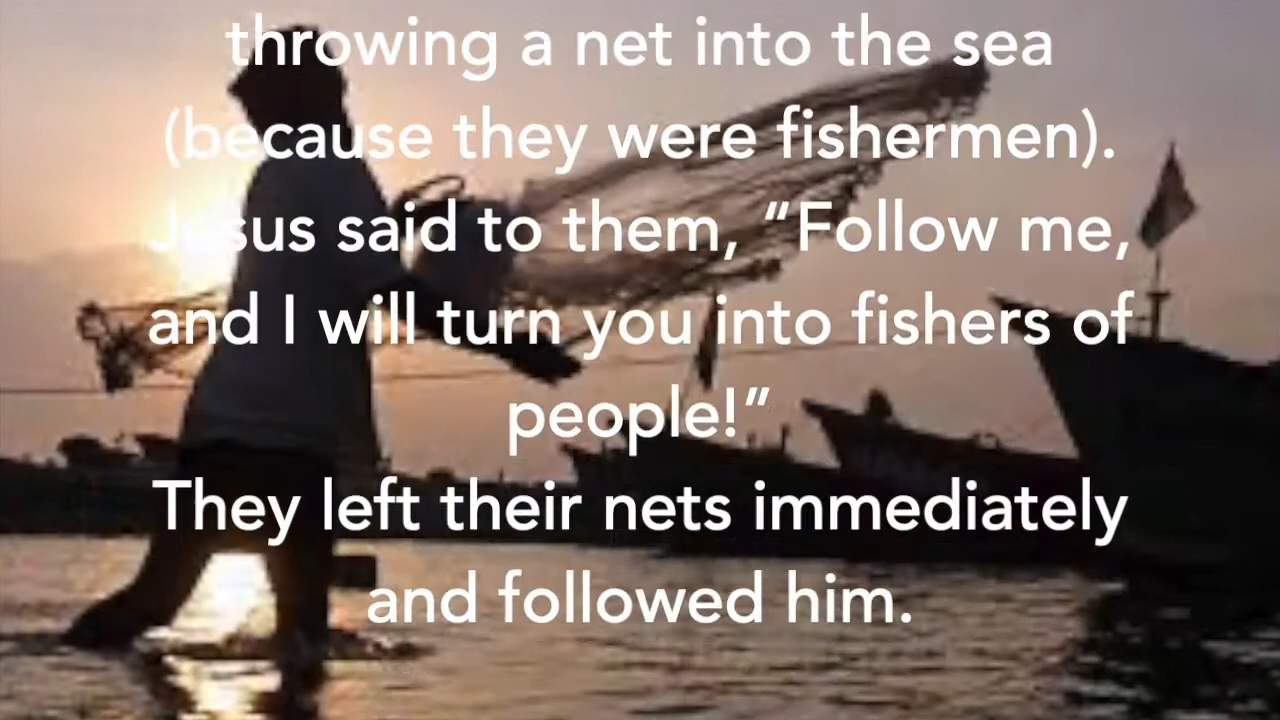 throwing a net into the sea
(because they were fishermen).
Jesus said to them, “Follow me,
and I will turn you into fishers of
people!”
They left their nets immediately
and followed him.